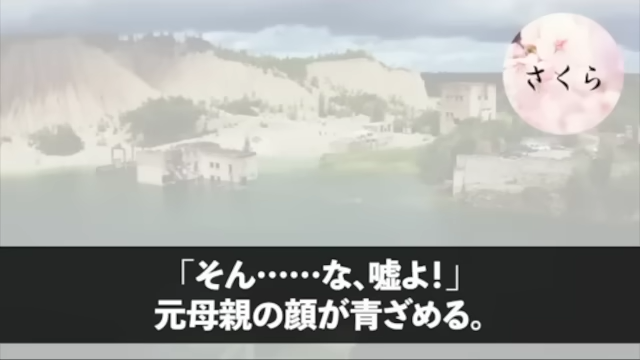 さくら
「そん……な、嘘よ!」
元母親の顔が青ざめる。